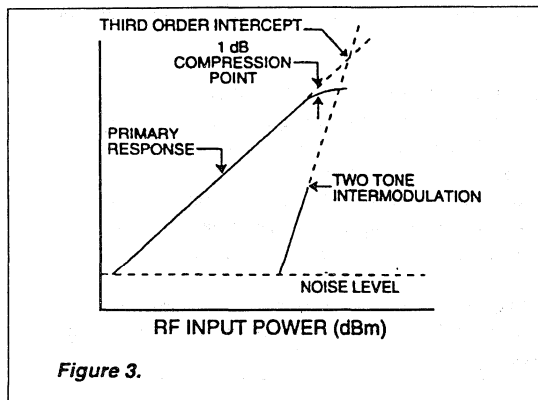 THIRD ORDER INTERCEPT
1 dB
COMPRESSION
POINT
PRIMARY
RESPONSE
TWO TONE
INTERMODULATION
NOISE LEVEL
RF INPUT POWER (dBm)
Figure 3.